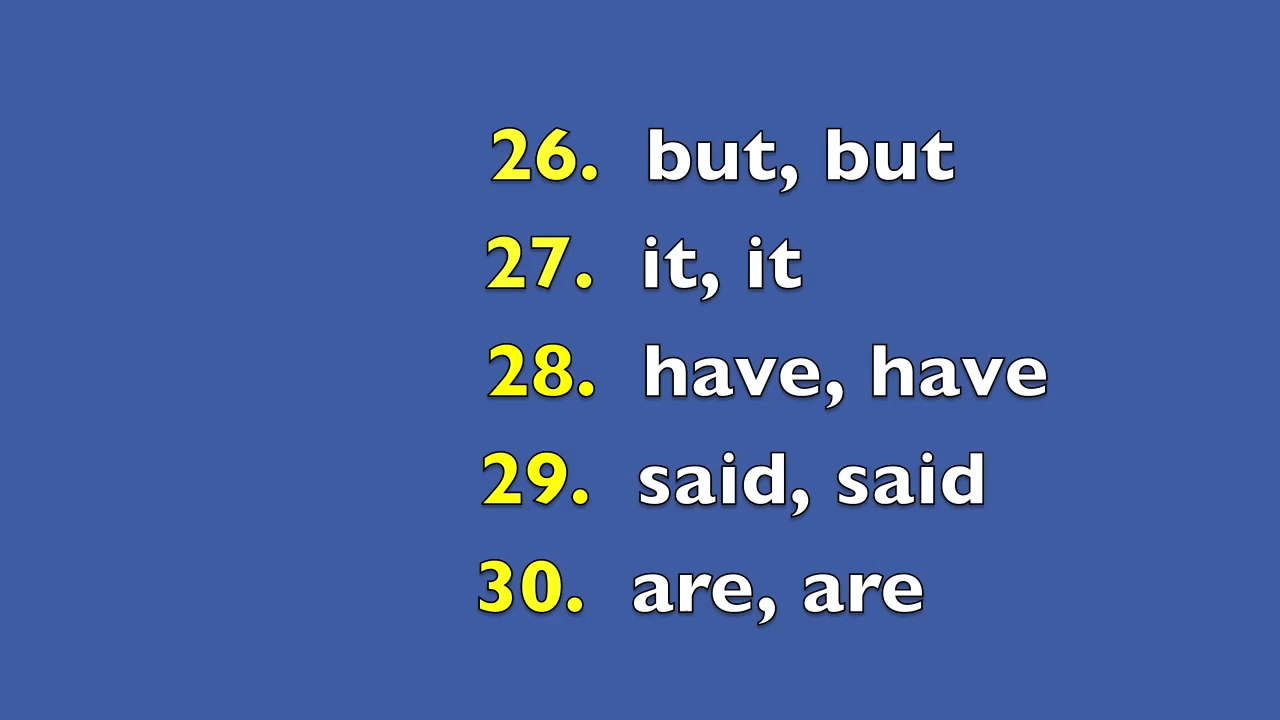 26. but, but
27. it, it
28. have, have
29. said, said
30. are, are